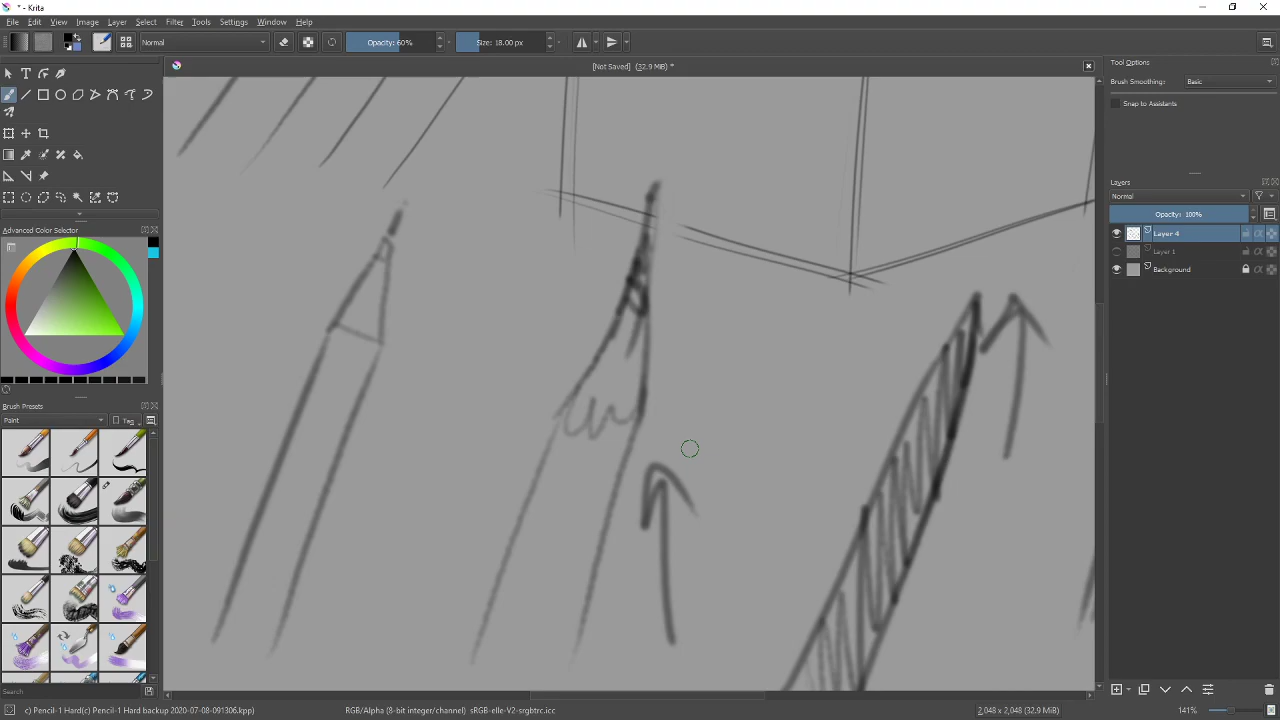 * - Krita
File Edit View Image Layer Select Filter Tools Settings Window Help
Normal Opacity: 60% Size: 18.00 px
[Not Saved] (32.9 MiB) *
Tool Options
Brush Smoothing: Basic
Snap to Assistants
Layers
Normal
Opacity: 100%
Layer 4
Layer 1
Background
Advanced Color Selector
Brush Presets
Paint Tag
Search
c) Pencil-1 Hard(c) Pencil-1 Hard backup 2020-07-08-091306.kpp) RGB/Alpha (8-bit integer/channel) sRGB-elle-V2-srgbtrc.icc 2,048 x 2,048 (32.9 MiB) 141%